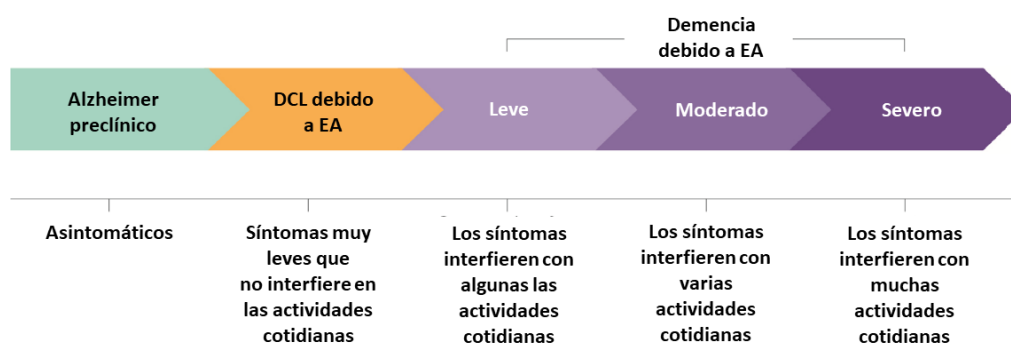 Demencia
debido a EA
Alzheimer
preclínico
DCL debido
a EA
Leve
Moderado
Severo
Asintomáticos
Síntomas muy
leves que
no interfiere en
las actividades
cotidianas
Los síntomas
interfieren con
algunas las
actividades
cotidianas
Los síntomas
interfieren con
varias
actividades
cotidianas
Los síntomas
interfieren con
muchas
actividades
cotidianas